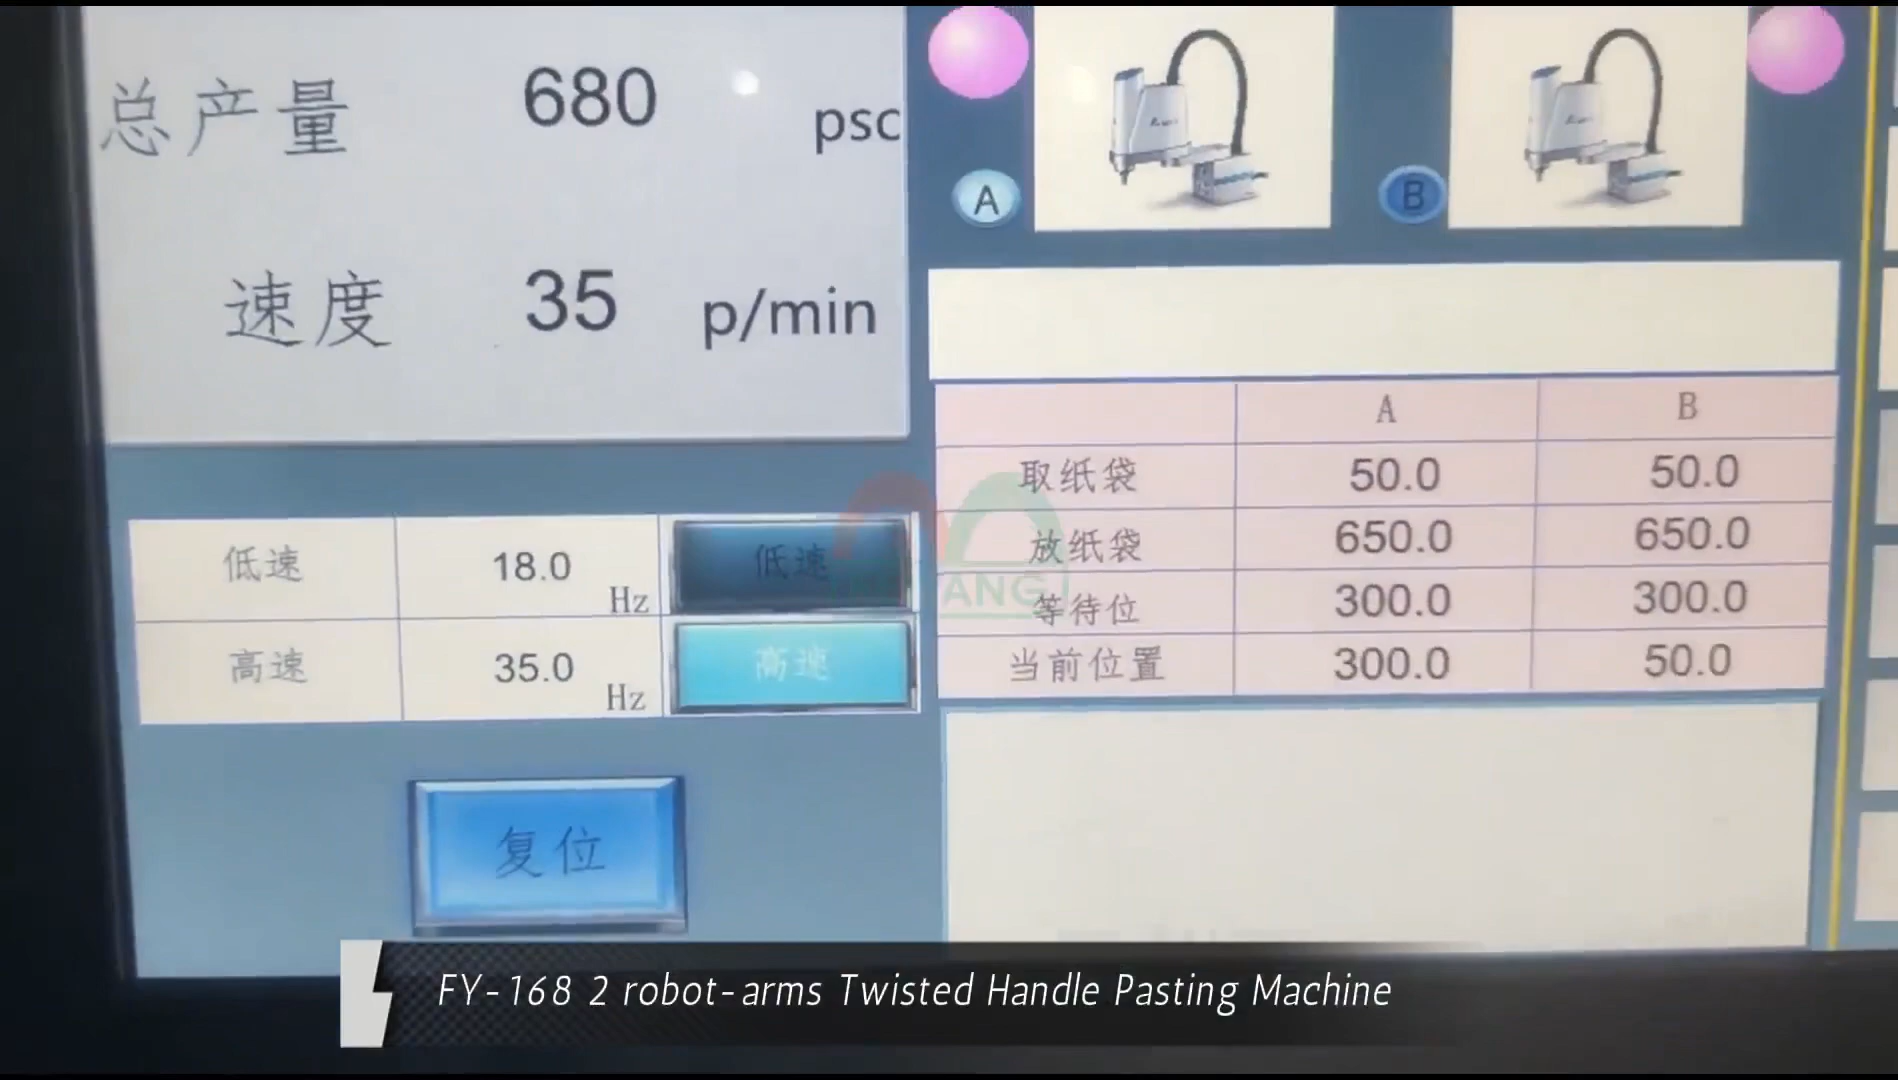 总产量 680 psc
速度 35 p/min
低速 18.0 Hz 低速
高速 35.0 Hz 高速
复位
A B
A B
取纸袋 50.0 50.0
放纸袋 650.0 650.0
等待位 300.0 300.0
当前位置 300.0 50.0
FY-168 2 robot-arms Twisted Handle Pasting Machine